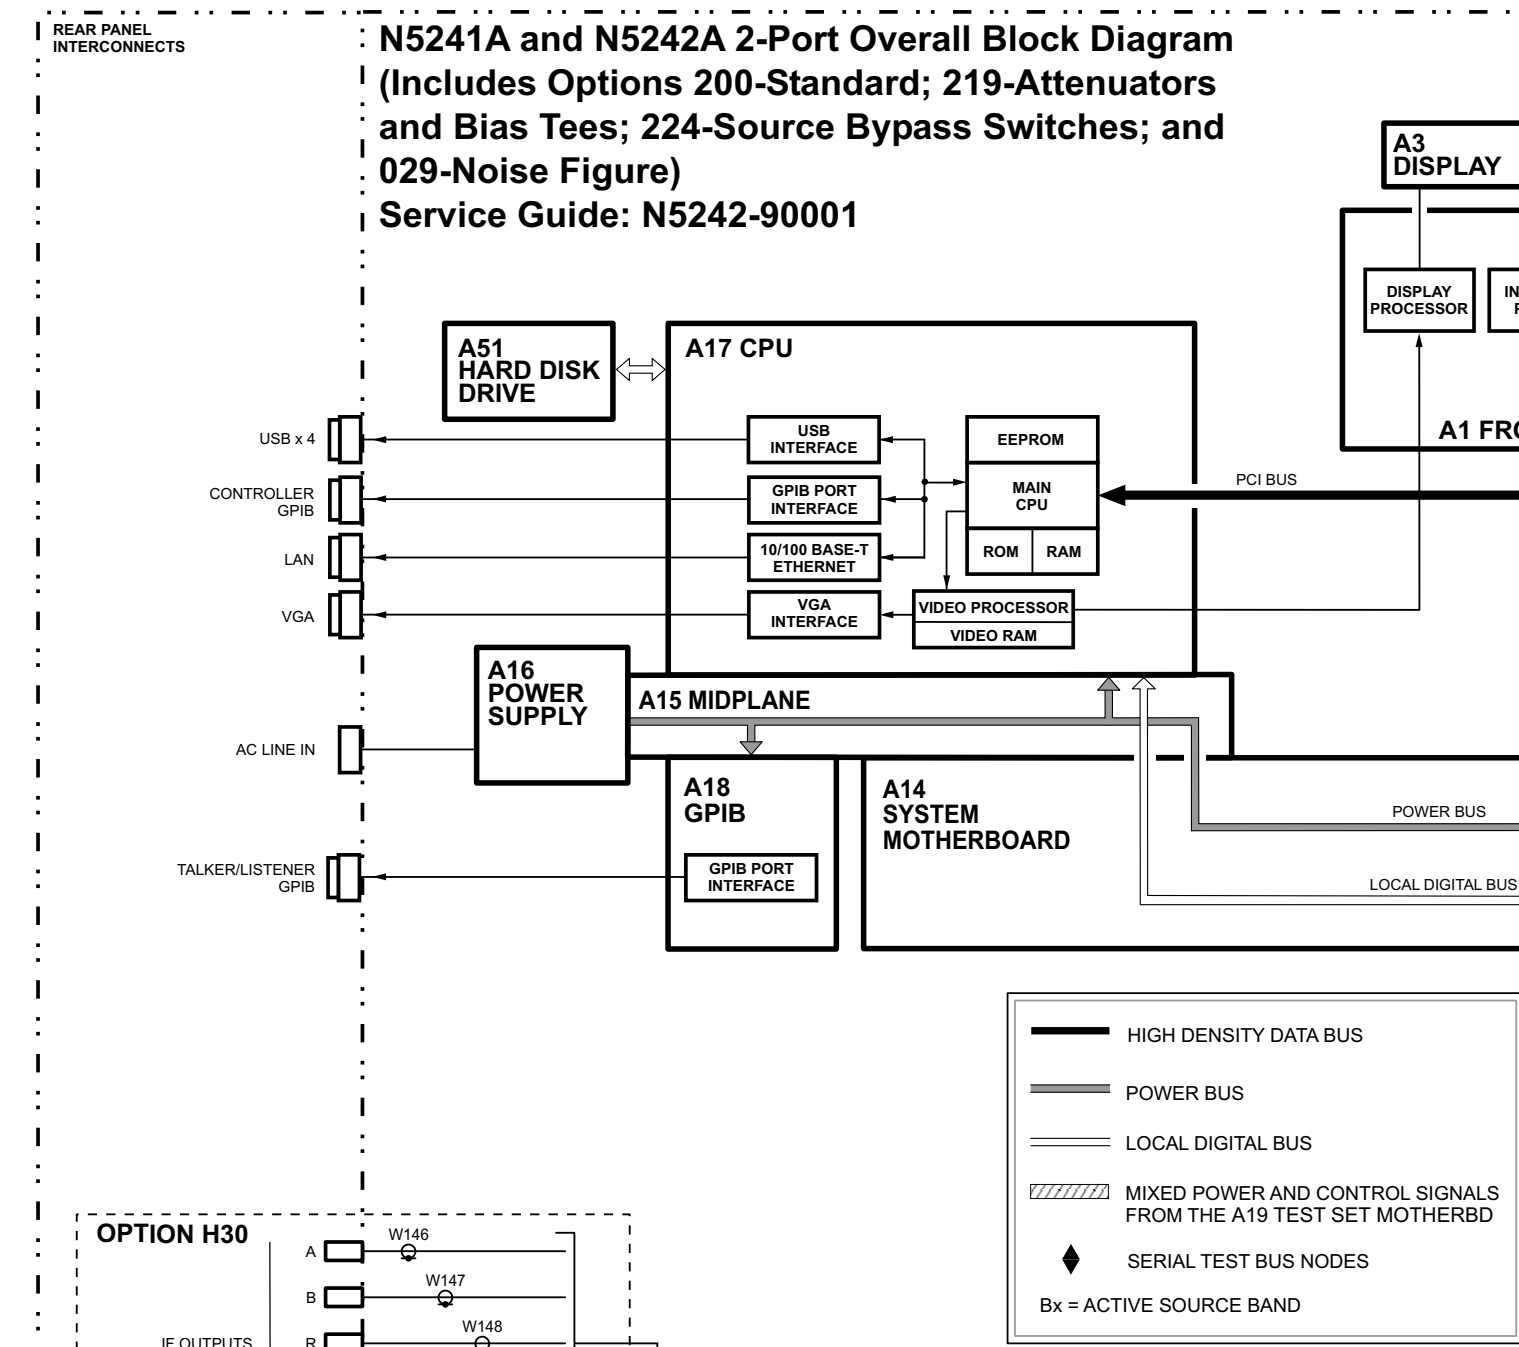 REAR PANEL
INTERCONNECTS
N5241A and N5242A 2-Port Overall Block Diagram
(Includes Options 200-Standard; 219-Attenuators
and Bias Tees; 224-Source Bypass Switches; and
029-Noise Figure)
Service Guide: N5242-90001
A3
DISPLAY
DISPLAY
PROCESSOR
A1
A51
HARD DISK
DRIVE
A17 CPU
USB x 4
USB
INTERFACE
EEPROM
CONTROLLER
GPIB
GPIB PORT
INTERFACE
MAIN
CPU
PCI BUS
LAN
10/100 BASE-T
ETHERNET
ROM
RAM
VGA
VGA
INTERFACE
VIDEO PROCESSOR
VIDEO RAM
A16
POWER
SUPPLY
A15 MIDPLANE
AC LINE IN
A18
GPIB
A14
SYSTEM
MOTHERBOARD
POWER BUS
TALKER/LISTENER
GPIB
GPIB PORT
INTERFACE
LOCAL DIGITAL BUS
HIGH DENSITY DATA BUS
POWER BUS
LOCAL DIGITAL BUS
MIXED POWER AND CONTROL SIGNALS
FROM THE A19 TEST SET MOTHERBD
SERIAL TEST BUS NODES
Bx = ACTIVE SOURCE BAND
OPTION H30
A
W146
B
W147
IF OUTPUTS
R
W148